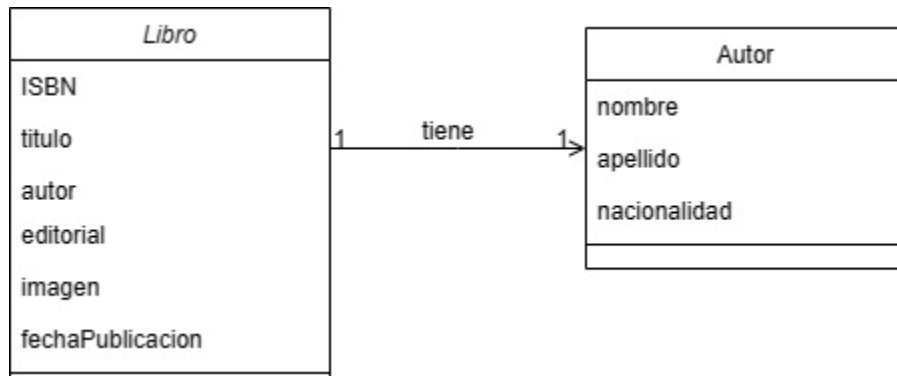 Libro
ISBN
titulo
autor
editorial
imagen
fechaPublicacion
1 tiene 1
Autor
nombre
apellido
nacionalidad